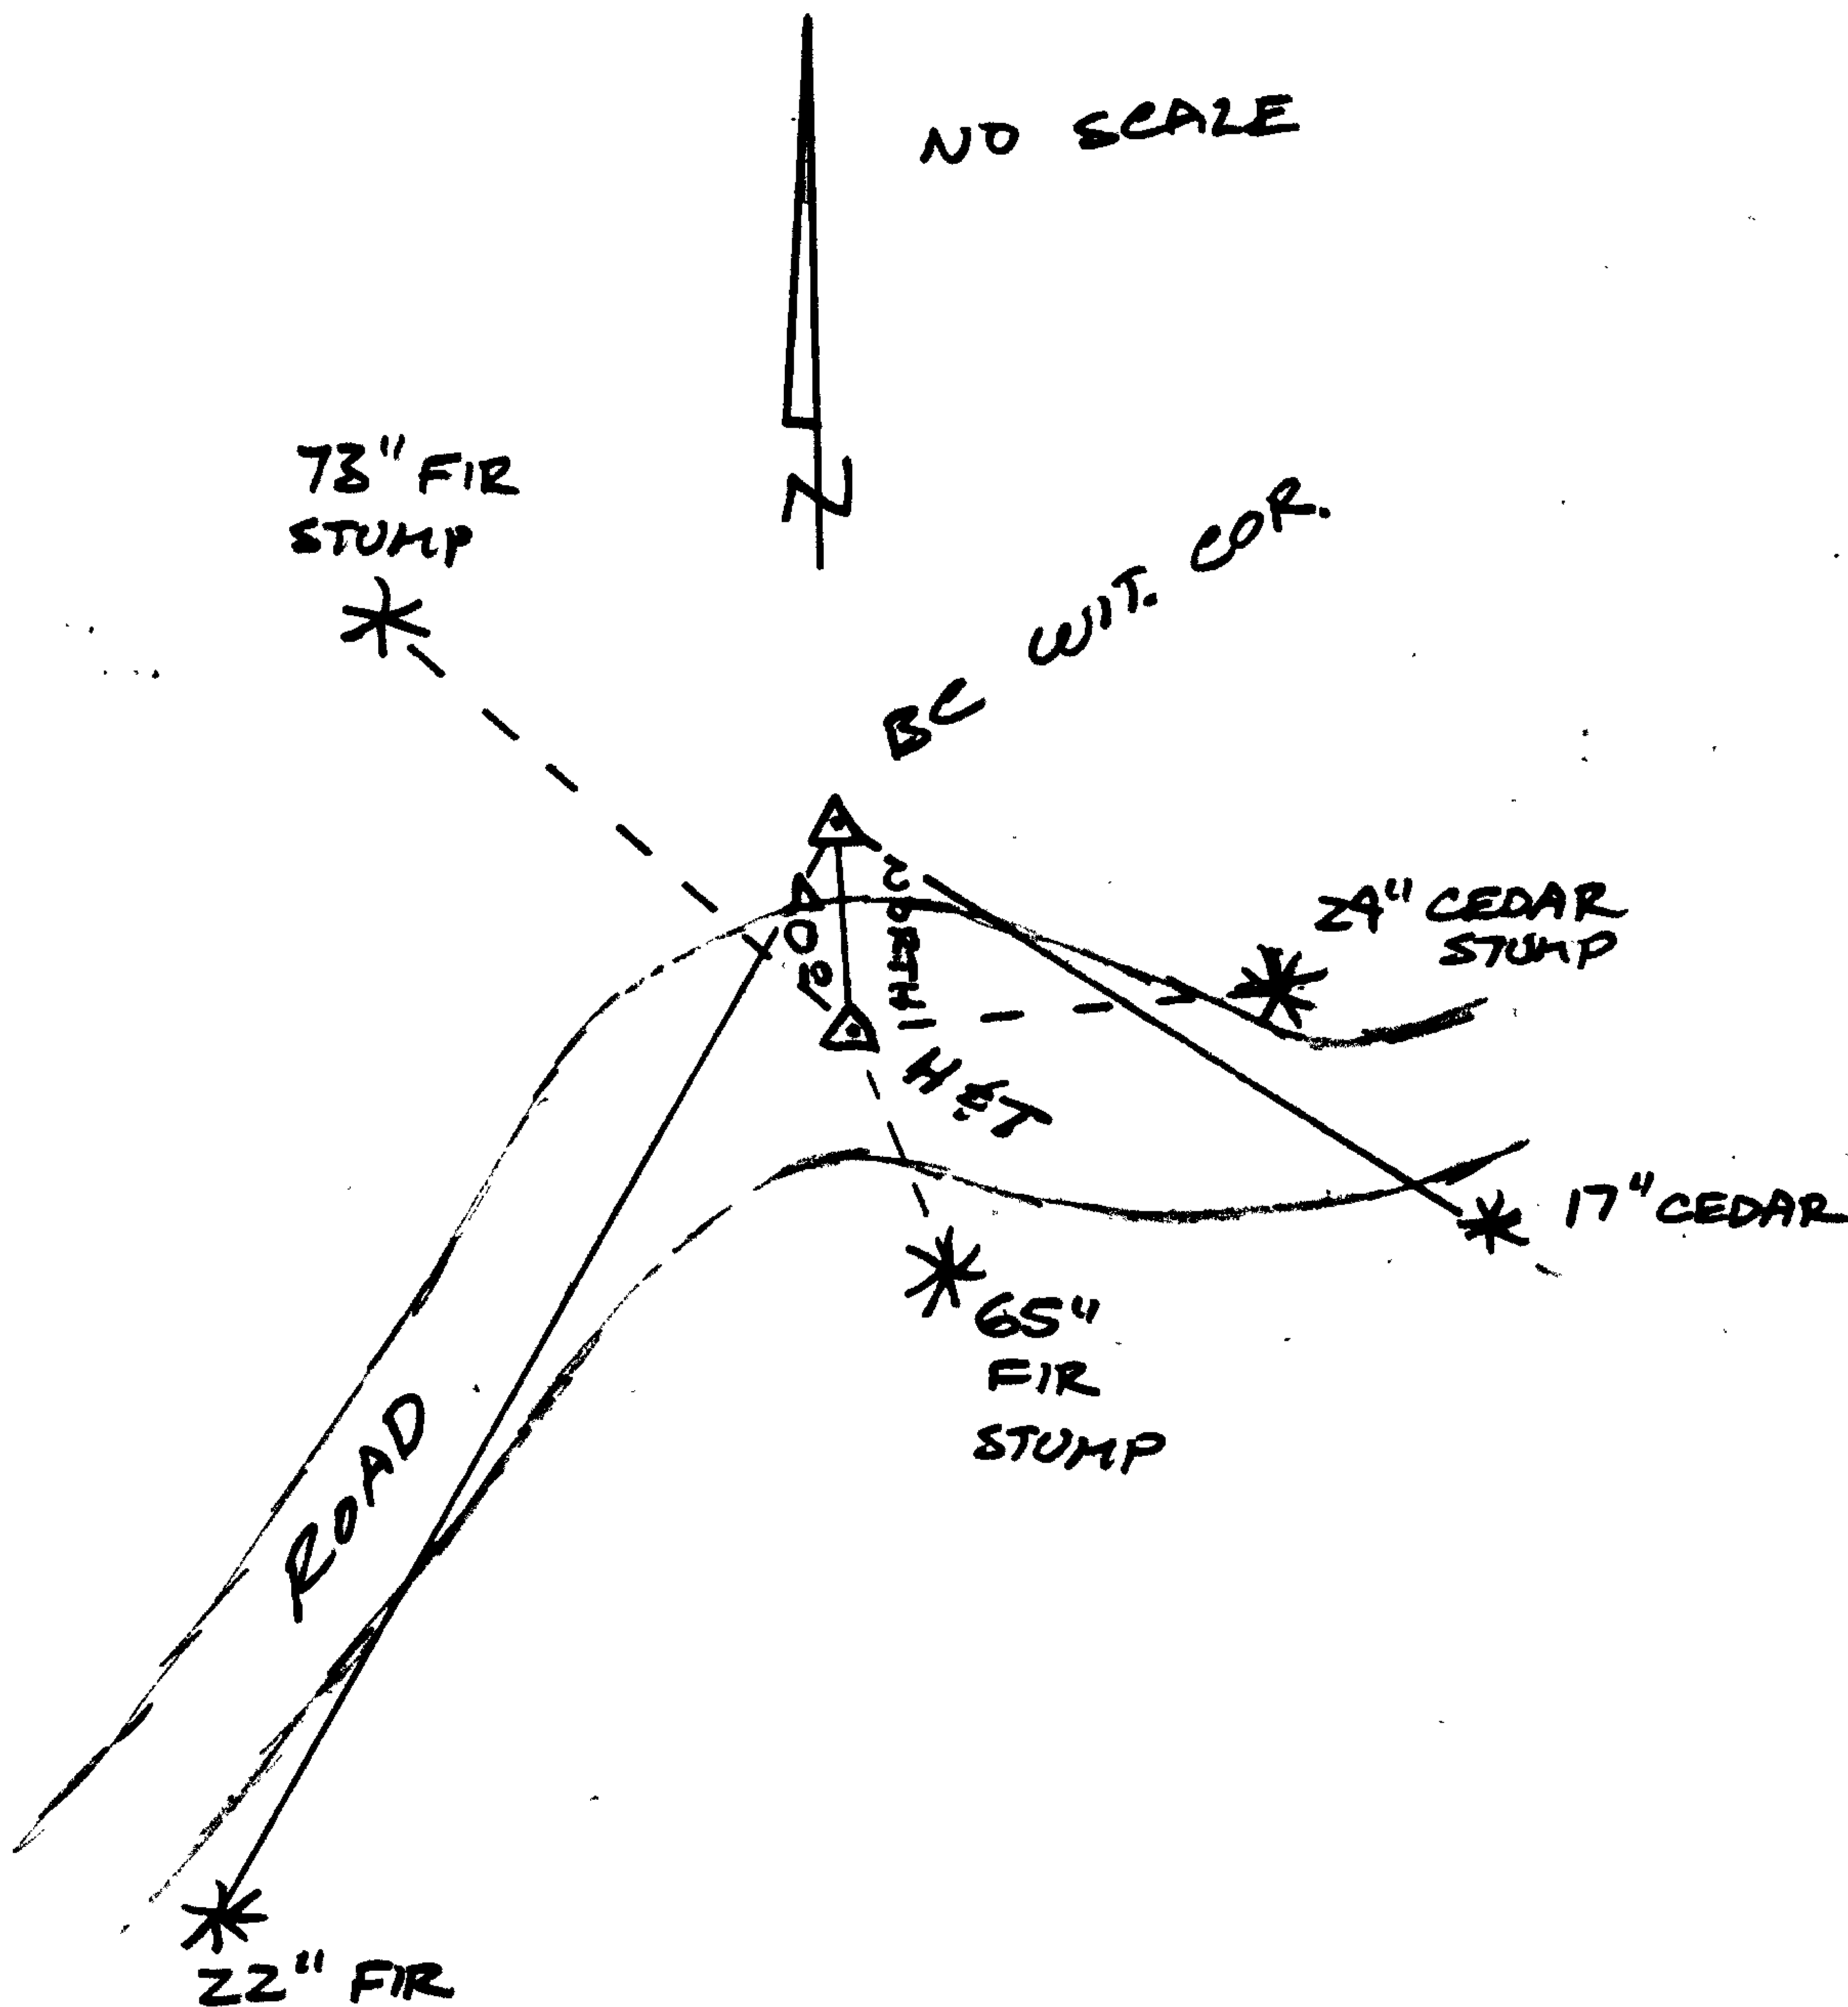 NO SCALE
N
73" FIR
STUMP
BC WIT. COR.
24" CEDAR
STUMP
NORTH
H&T
17" CEDAR
65"
FIR
STUMP
ROAD
22" FIR